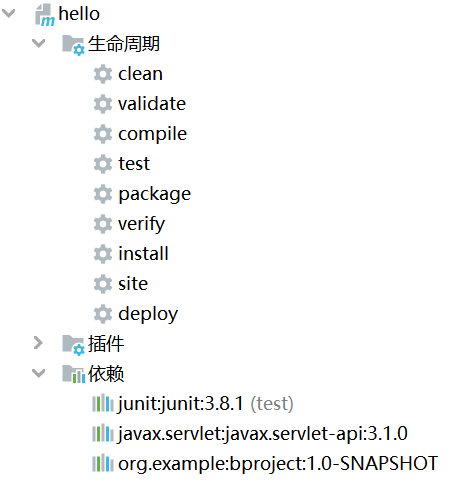 hello
生命周期
clean
validate
compile
test
package
verify
install
site
deploy
插件
依赖
junit:junit:3.8.1 (test)
javax.servlet:javax.servlet-api:3.1.0
org.example:bproject:1.0-SNAPSHOT